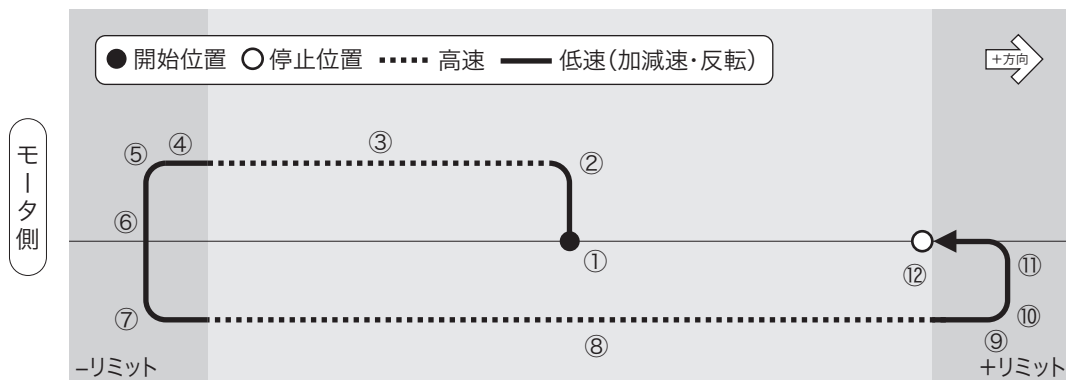 ●開始位置 ○停止位置 ⋯⋯ 高速 ━━ 低速(加減速・反転)
+方向
モータ側
⑤ ④ ③ ②
⑥
①
⑫ ⑪
⑦ ⑧ ⑩
⑨
−リミット +リミット